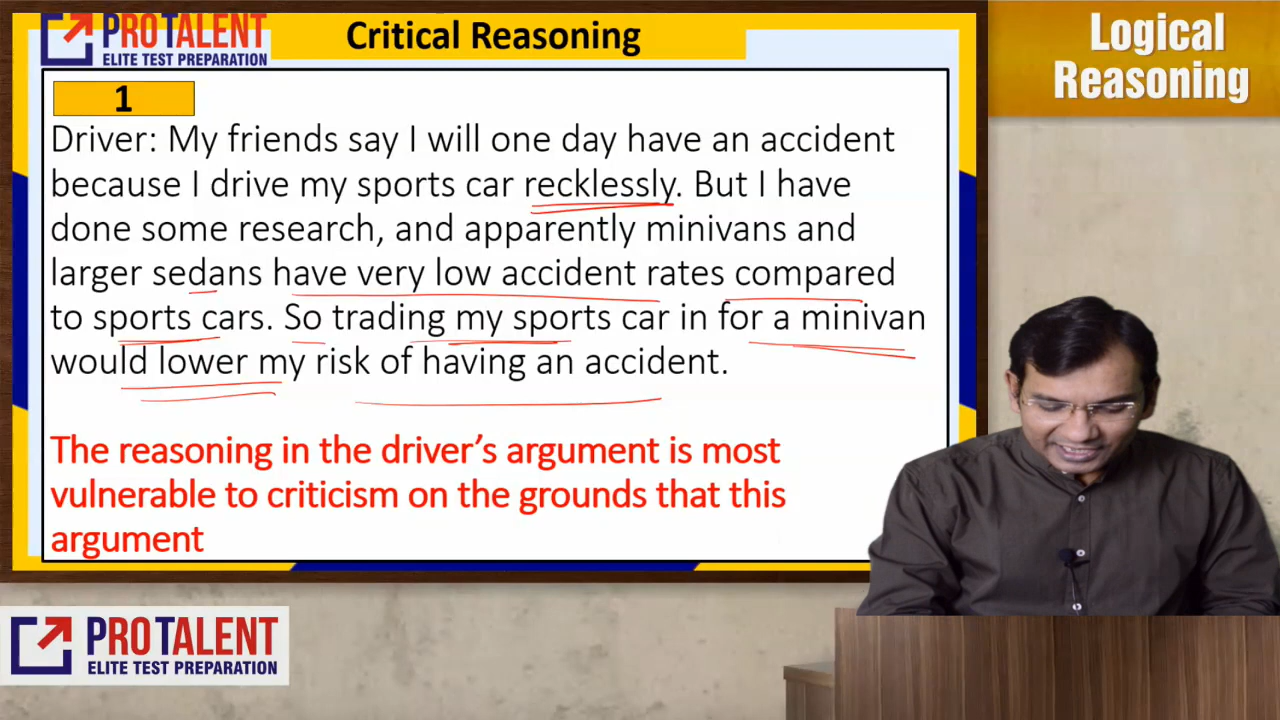 PROTALENT
ELITE TEST PREPARATION
Critical Reasoning
Logical
Reasoning
1
Driver: My friends say I will one day have an accident
because I drive my sports car recklessly. But I have
done some research, and apparently minivans and
larger sedans have very low accident rates compared
to sports cars. So trading my sports car in for a minivan
would lower my risk of having an accident.
The reasoning in the driver’s argument is most
vulnerable to criticism on the grounds that this
argument
PROTALENT
ELITE TEST PREPARATION